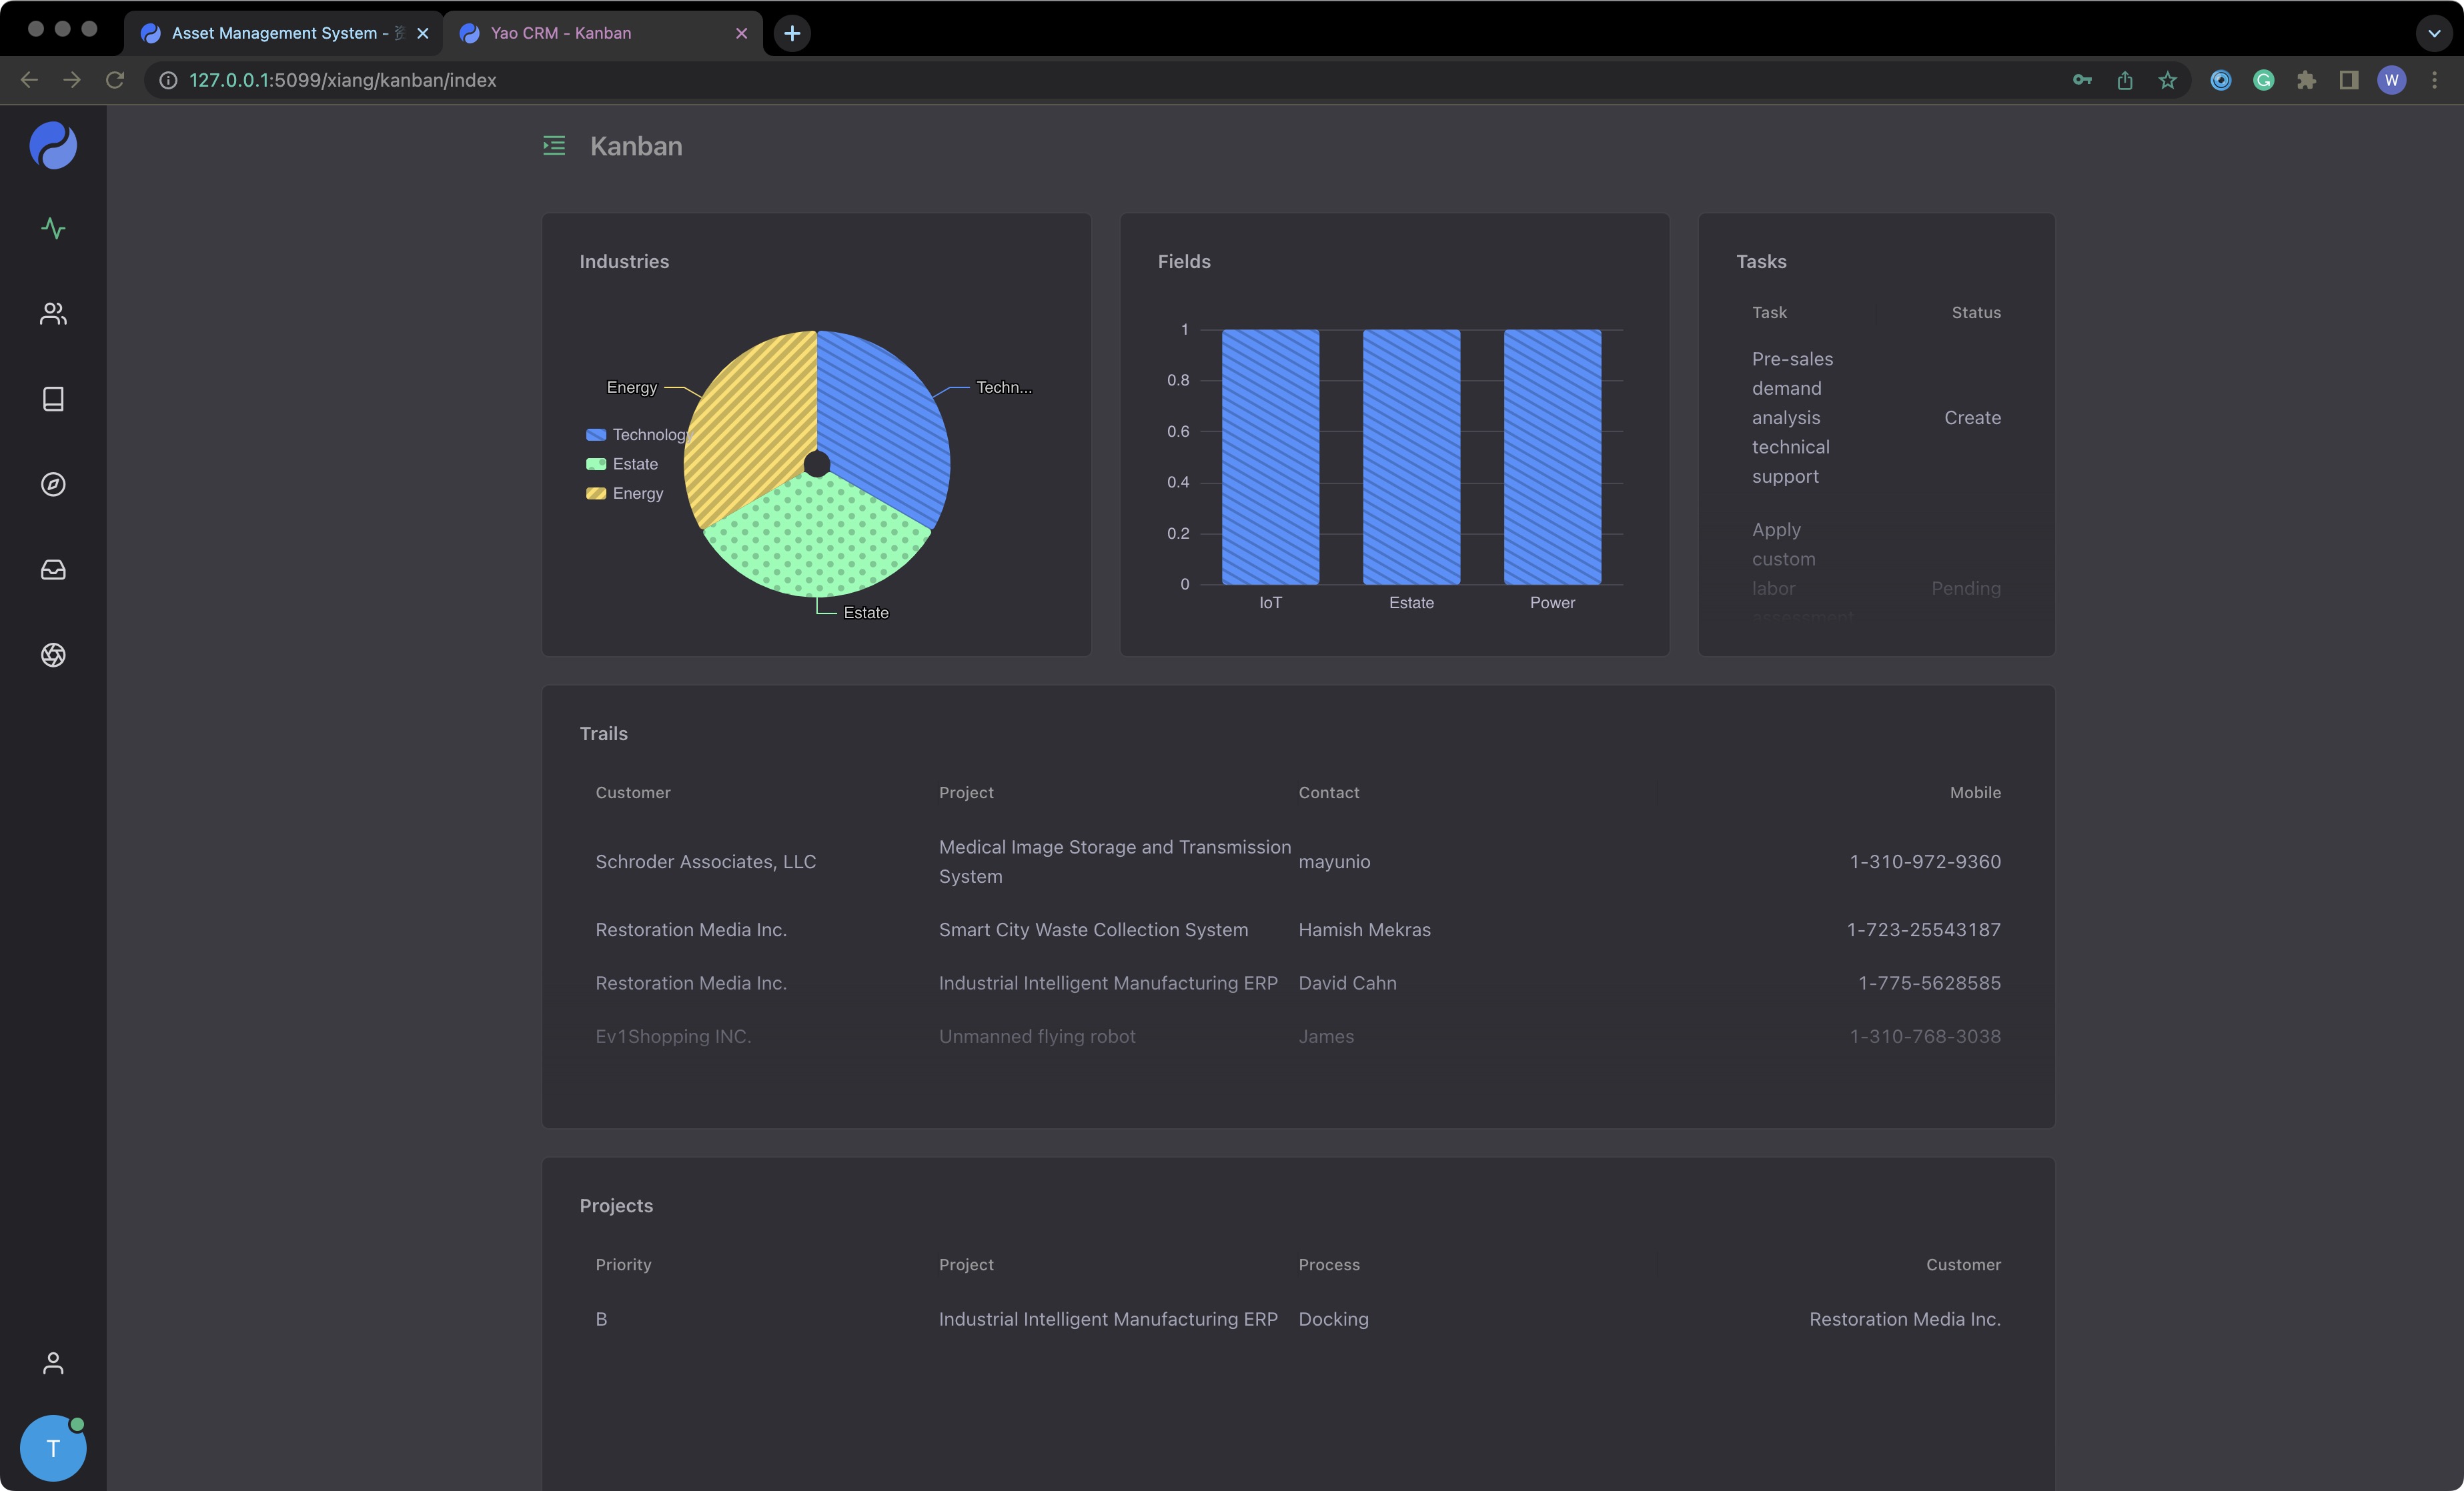 Asset Management System - 资
Yao CRM - Kanban
127.0.0.1:5099/xiang/kanban/index
W
Kanban
Industries
Energy
Techn...
Technology
Estate
Energy
Estate
Fields
1
0.8
0.6
0.4
0.2
0
IoT
Estate
Power
Tasks
Task
Status
Pre-sales
demand
analysis
technical
support
Create
Apply
custom
labor
assessment
Pending
Trails
Customer
Project
Contact
Mobile
Schroder Associates, LLC
Medical Image Storage and Transmission
System
mayunio
1-310-972-9360
Restoration Media Inc.
Smart City Waste Collection System
Hamish Mekras
1-723-25543187
Restoration Media Inc.
Industrial Intelligent Manufacturing ERP
David Cahn
1-775-5628585
Ev1Shopping INC.
Unmanned flying robot
James
1-310-768-3038
Projects
Priority
Project
Process
Customer
B
Industrial Intelligent Manufacturing ERP
Docking
Restoration Media Inc.
T